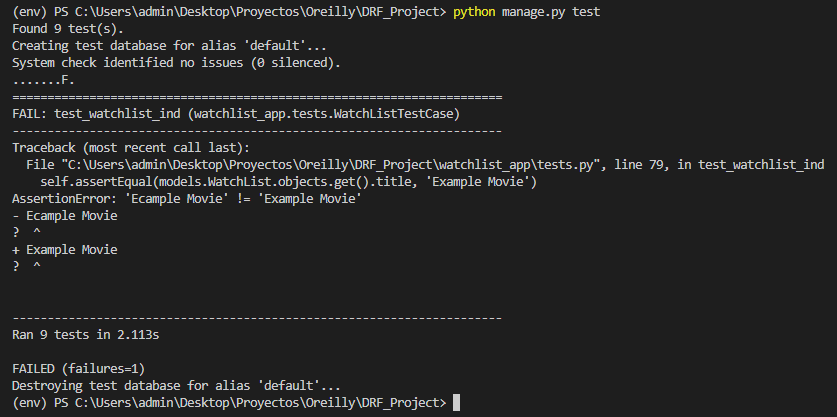 (env) PS C:\Users\admin\Desktop\Proyectos\Oreilly\DRF_Project> python manage.py test
Found 9 test(s).
Creating test database for alias 'default'...
System check identified no issues (0 silenced).
.......F.
======================================================================
FAIL: test_watchlist_ind (watchlist_app.tests.WatchListTestCase)
----------------------------------------------------------------------
Traceback (most recent call last):
  File "C:\Users\admin\Desktop\Proyectos\Oreilly\DRF_Project\watchlist_app\tests.py", line 79, in test_watchlist_ind
    self.assertEqual(models.WatchList.objects.get().title, 'Example Movie')
AssertionError: 'Ecample Movie' != 'Example Movie'
- Ecample Movie
?  ^
+ Example Movie
?  ^
----------------------------------------------------------------------
Ran 9 tests in 2.113s
FAILED (failures=1)
Destroying test database for alias 'default'...
(env) PS C:\Users\admin\Desktop\Proyectos\Oreilly\DRF_Project>